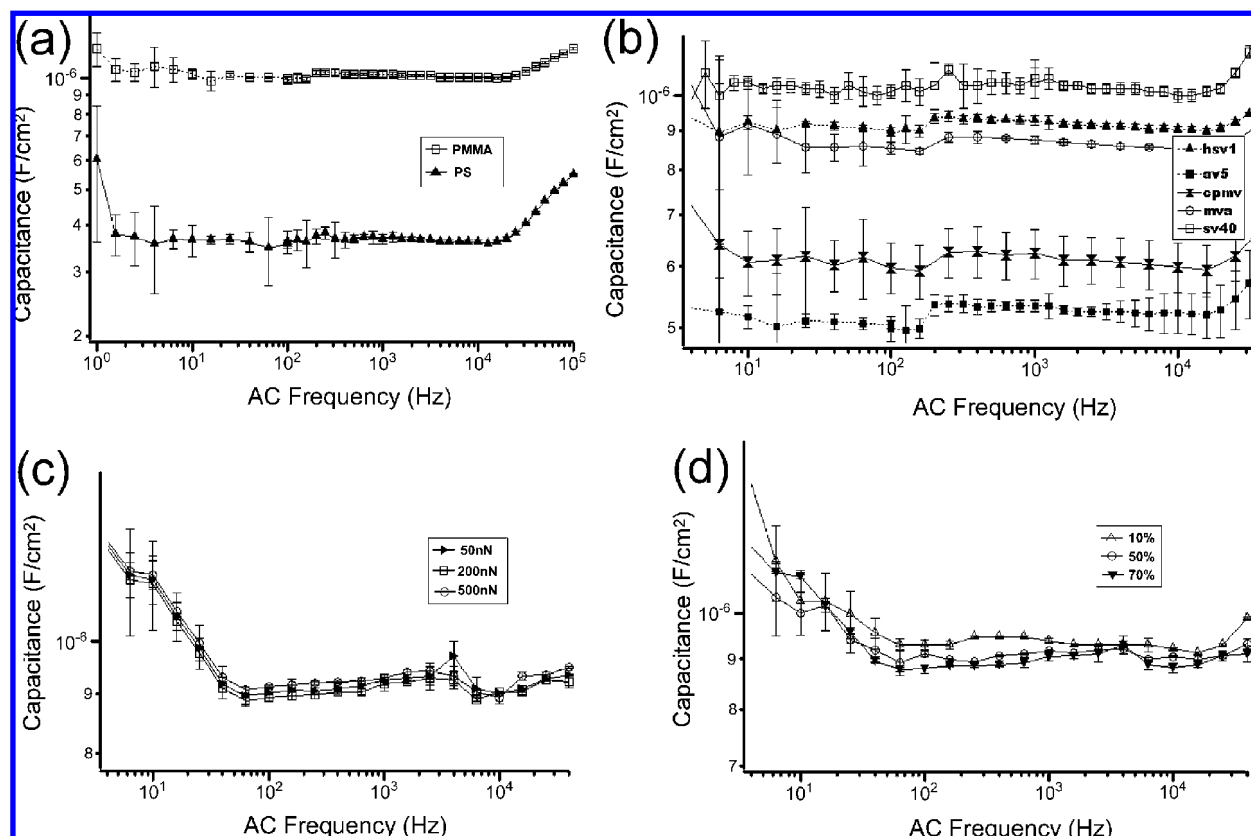 (a)
Capacitance (F/cm²)
10⁻⁶
9
8
7
6
5
4
3
2
PMMA
PS
10⁰ 10¹ 10² 10³ 10⁴ 10⁵
AC Frequency (Hz)
(b)
Capacitance (F/cm²)
10⁻⁶
9
8
7
6
5
hsv1
av5
cpmv
mva
sv40
10¹ 10² 10³ 10⁴
AC Frequency (Hz)
(c)
Capacitance (F/cm²)
10⁻⁶
9
8
50nN
200nN
500nN
10¹ 10² 10³ 10⁴
AC Frequency (Hz)
(d)
Capacitance (F/cm²)
10⁻⁶
9
8
7
10%
50%
70%
10¹ 10² 10³ 10⁴
AC Frequency (Hz)